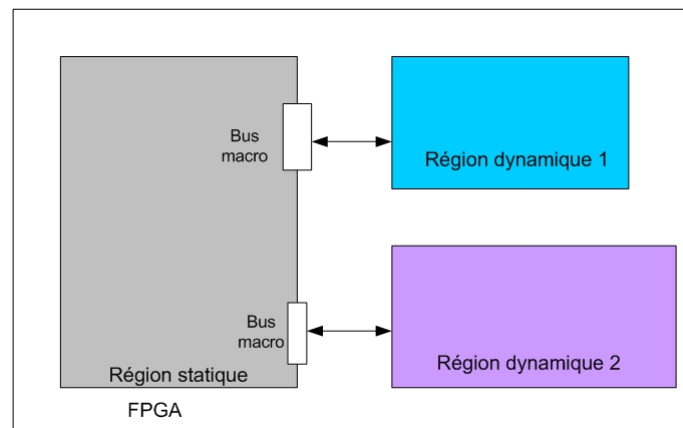 Bus
macro
Région dynamique 1
Bus
macro
Région dynamique 2
Région statique
FPGA